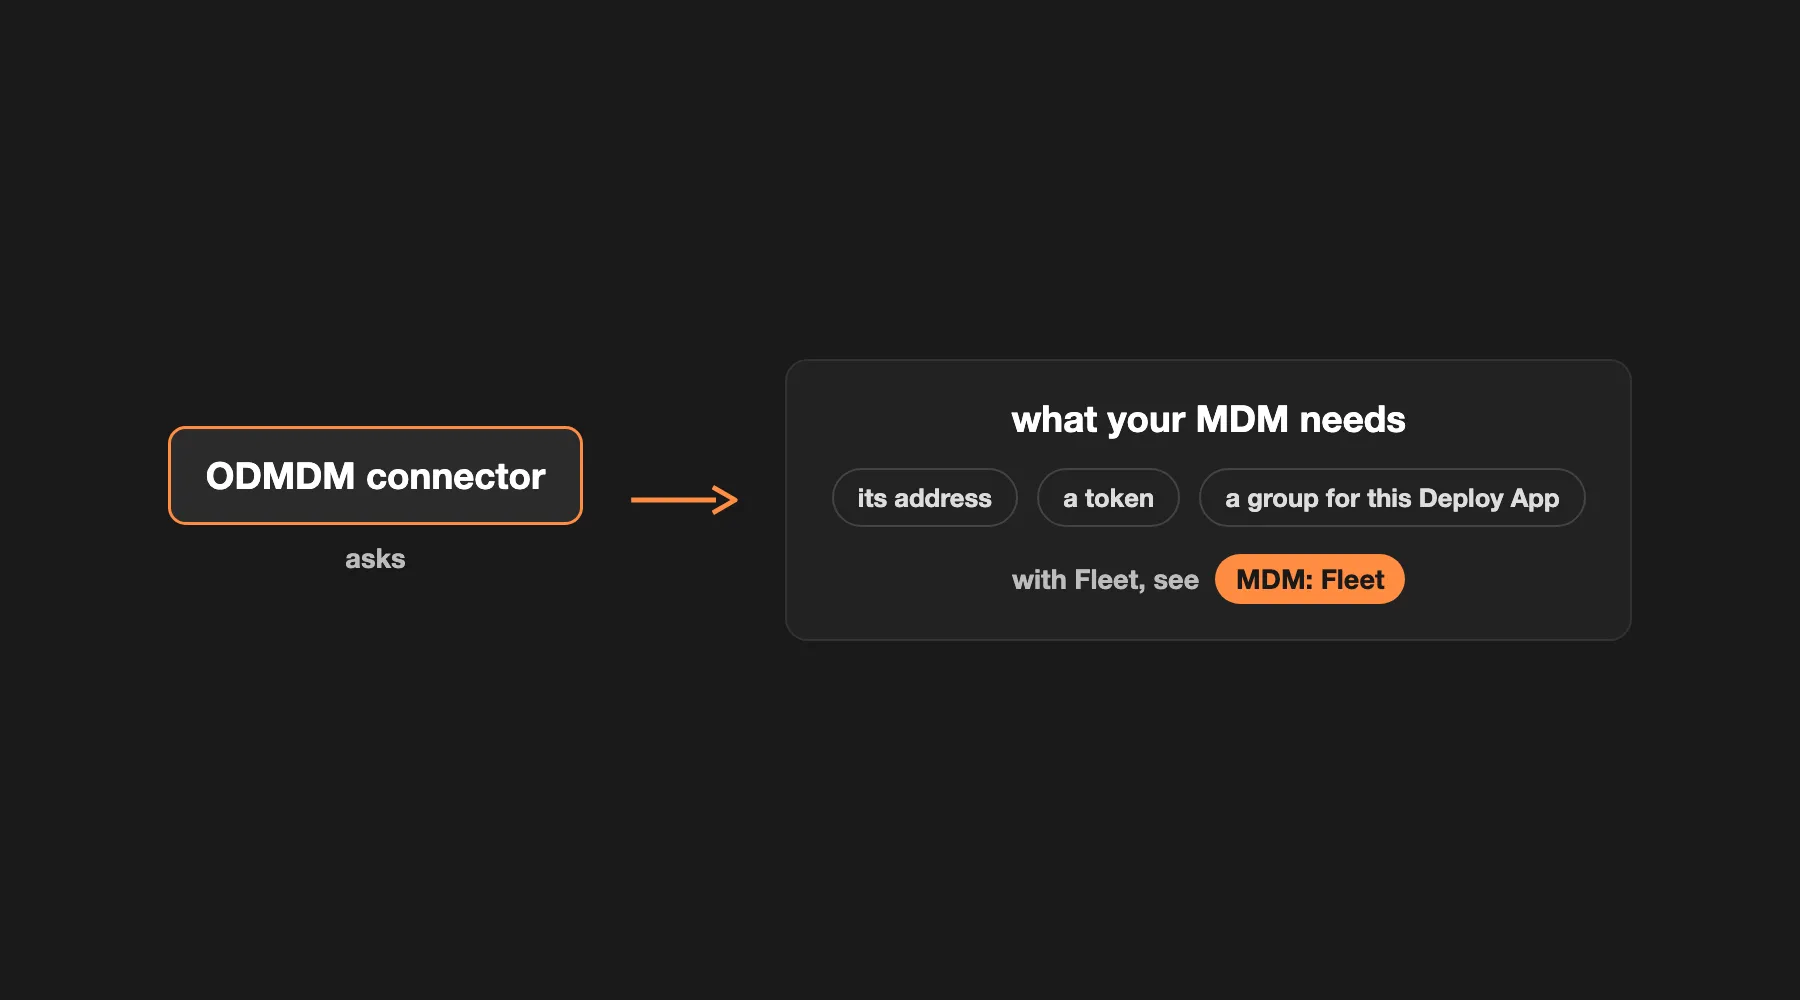 ODMDM connector
asks
what your MDM needs
its address
a token
a group for this Deploy App
with Fleet, see MDM: Fleet